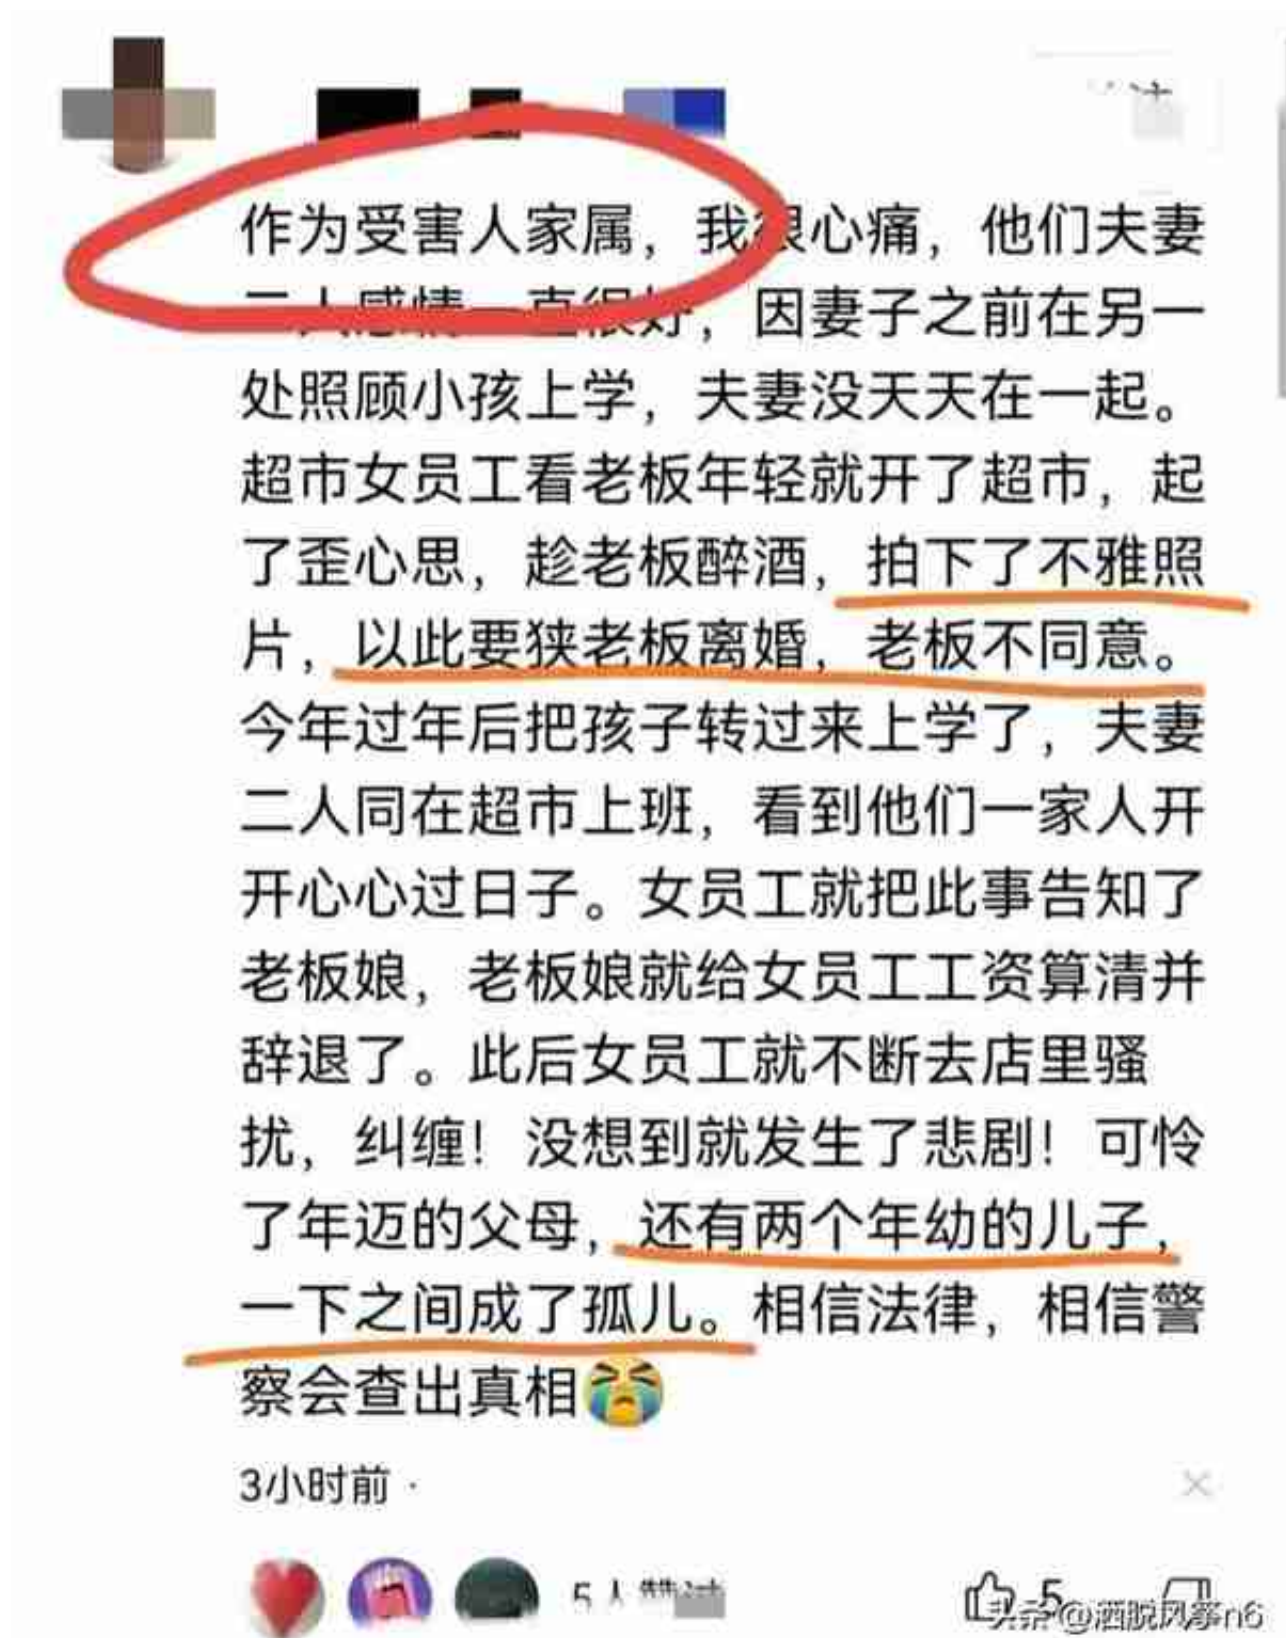 作为受害人家属，我很心痛，他们夫妻
二人感情一直很好，因妻子之前在另一
处照顾小孩上学，夫妻没天天在一起。
超市女员工看老板年轻就开了超市，起
了歪心思，趁老板醉酒，拍下了不雅照
片，以此要狭老板离婚，老板不同意。
今年过年后把孩子转过来上学了，夫妻
二人同在超市上班，看到他们一家人开
开心心过日子。女员工就把此事告知了
老板娘，老板娘就给女员工工资算清并
辞退了。此后女员工就不断去店里骚
扰，纠缠！没想到就发生了悲剧！可怜
了年迈的父母，还有两个年幼的儿子，
一下之间成了孤儿。相信法律，相信警
察会查出真相😭
3小时前 ·
5人赞过
5
头条@洒脱风筝n6